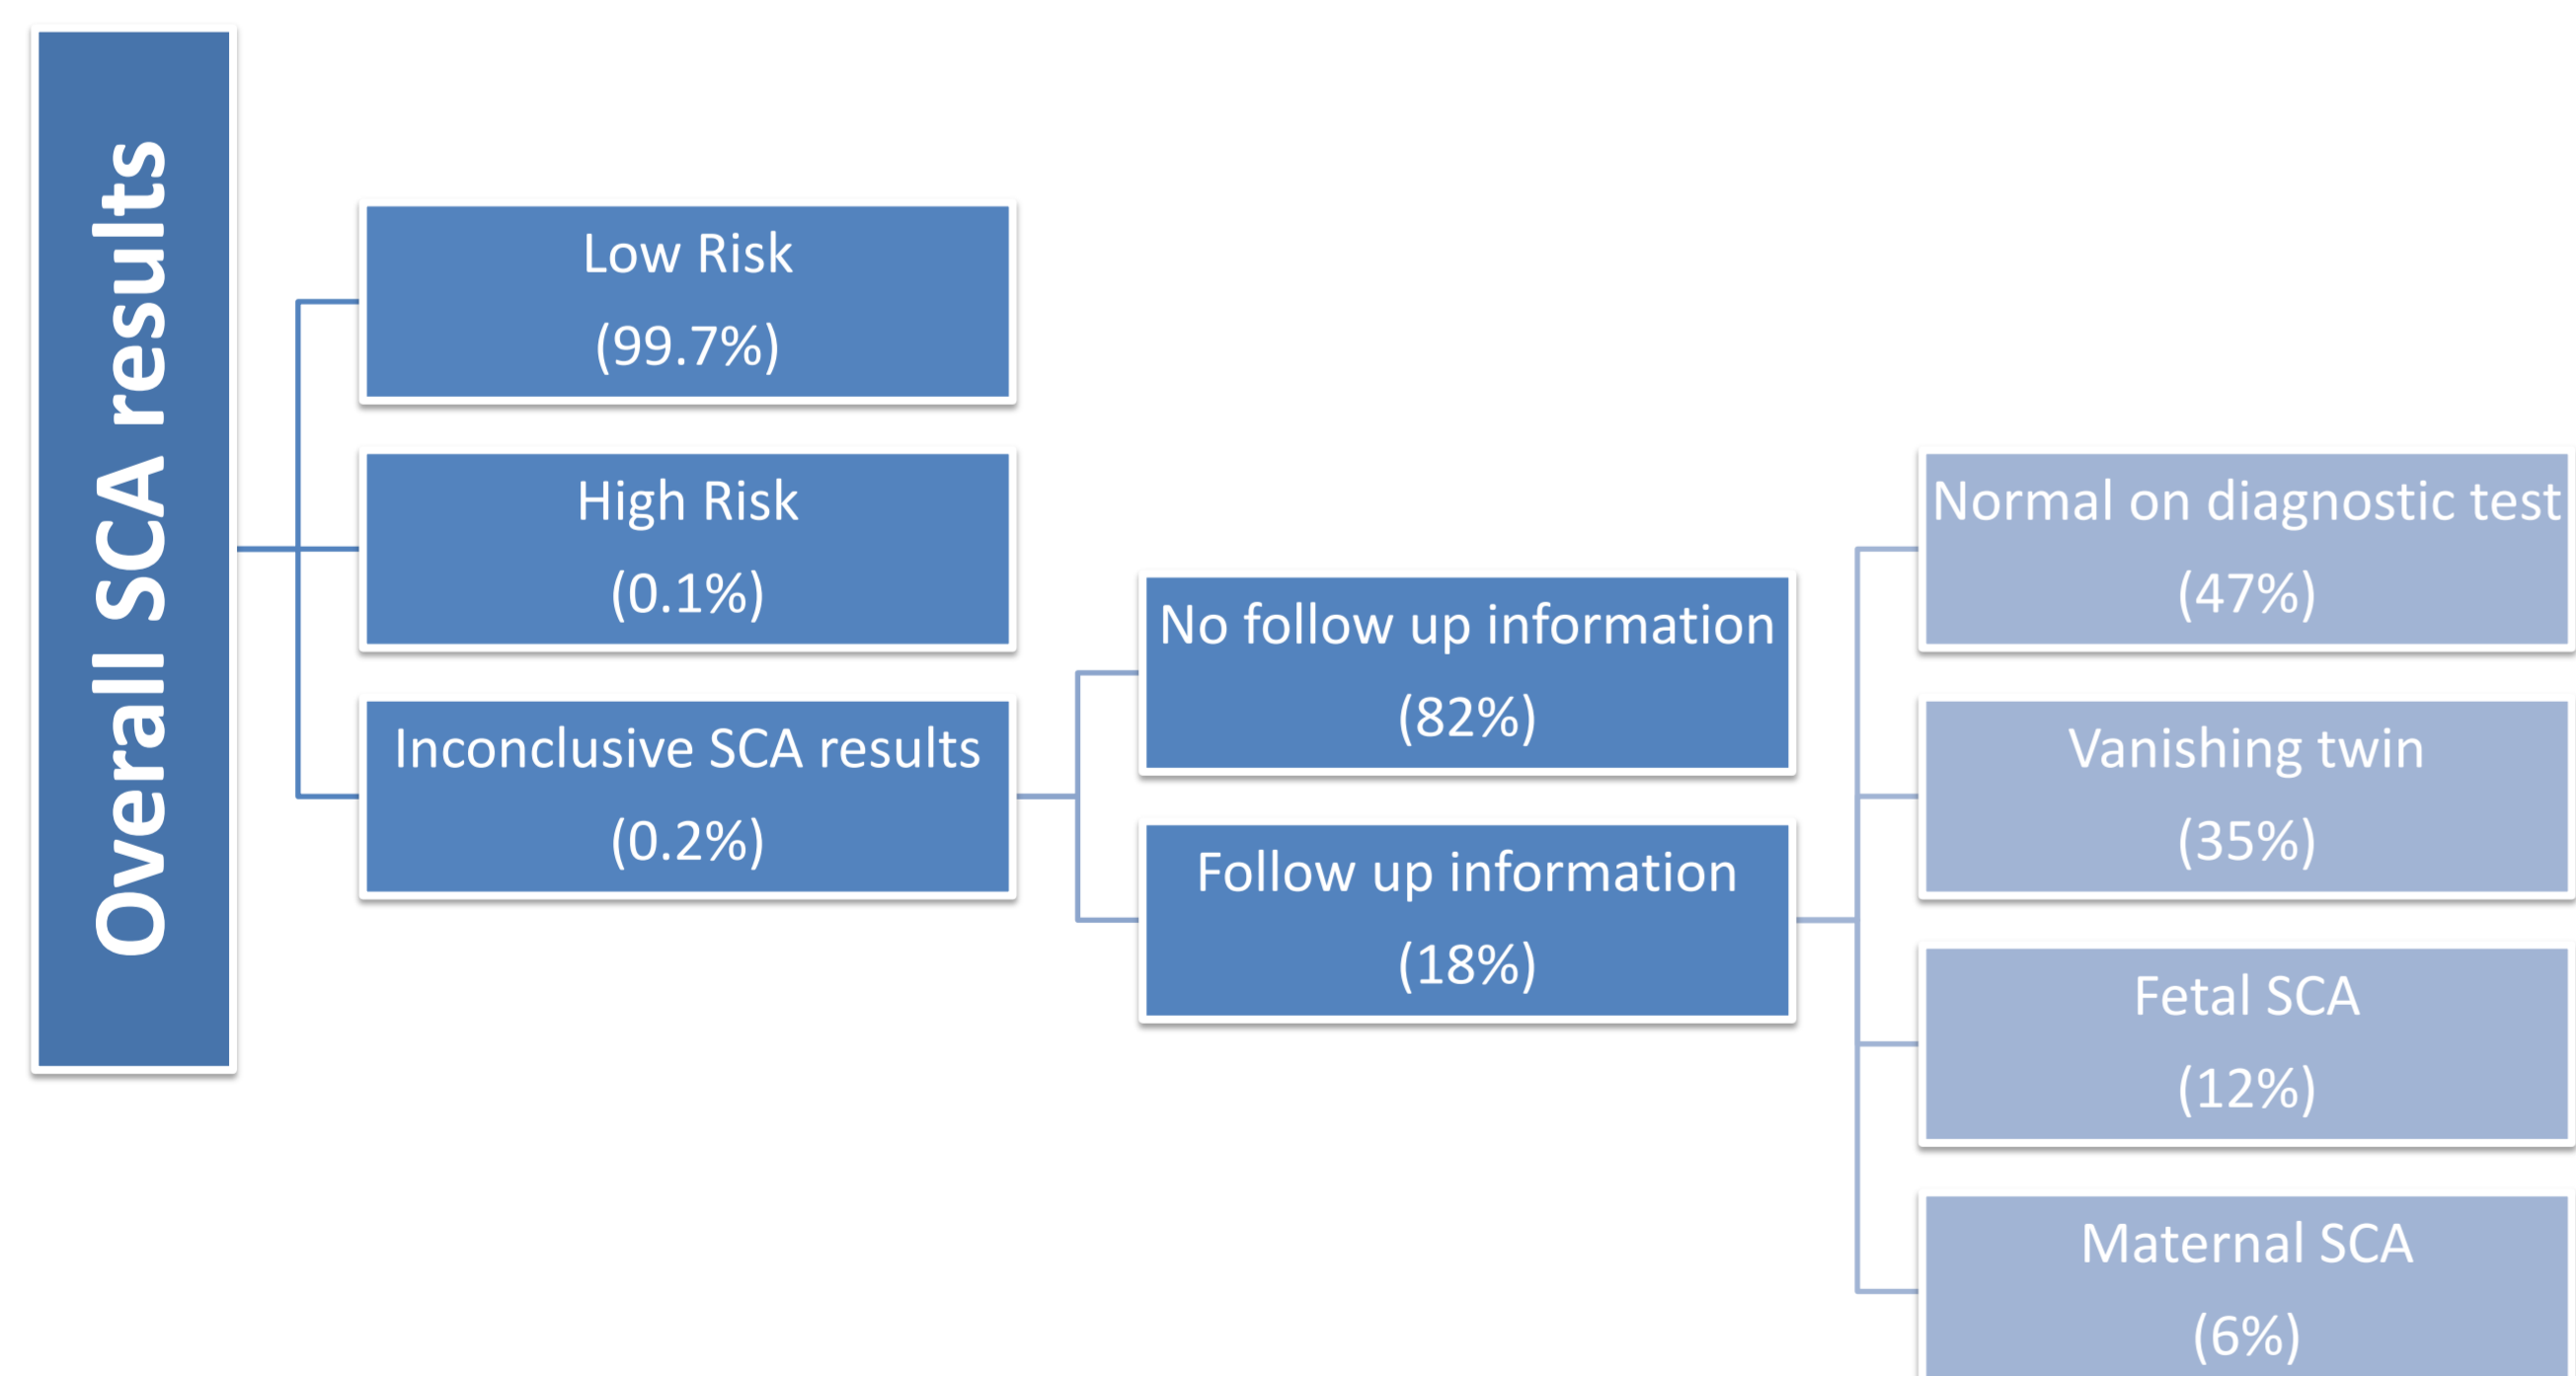 Overall SCA results
Low Risk
(99.7%)
High Risk
(0.1%)
Inconclusive SCA results
(0.2%)
No follow up information
(82%)
Follow up information
(18%)
Normal on diagnostic test
(47%)
Vanishing twin
(35%)
Fetal SCA
(12%)
Maternal SCA
(6%)